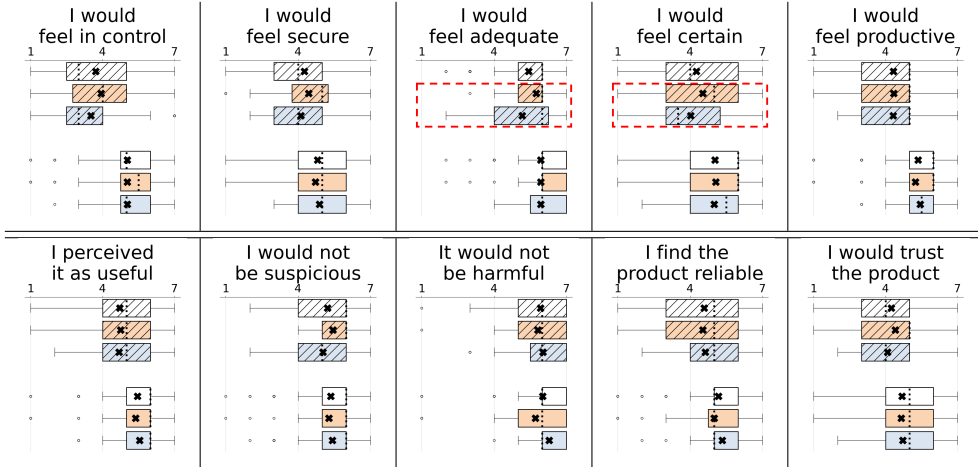 I would
feel in control
1 4 7
I would
feel secure
1 4 7
I would
feel adequate
1 4 7
I would
feel certain
1 4 7
I would
feel productive
1 4 7
I perceived
it as useful
1 4 7
I would not
be suspicious
1 4 7
It would not
be harmful
1 4 7
I find the
product reliable
1 4 7
I would trust
the product
1 4 7